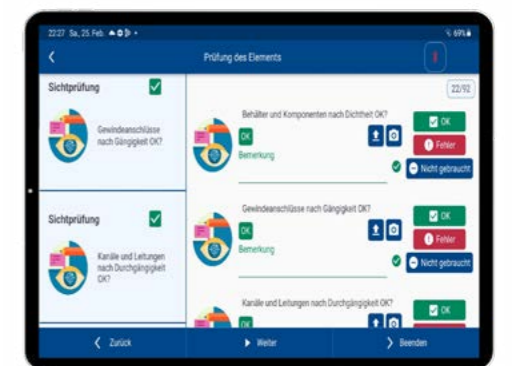 22:27 Sa., 25. Feb.
69%
Prüfung des Elements
22/92
Sichtprüfung
Gewindeanschlüsse
nach Gängigkeit OK?
Sichtprüfung
Kanäle und Leitungen
nach Durchgängigkeit
OK?
Behälter und Komponenten nach Dichtheit OK?
OK
Bemerkung
OK
Fehler
Nicht gebraucht
Gewindeanschlüsse nach Gängigkeit OK?
OK
Bemerkung
OK
Fehler
Nicht gebraucht
Kanäle und Leitungen nach Durchgängigkeit OK?
OK
OK
Fehler
Zurück
Weiter
Beenden